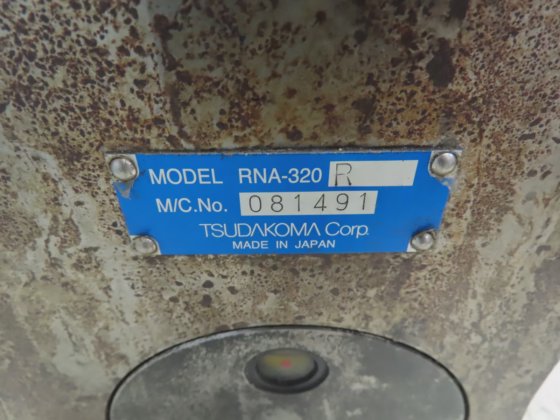 MODEL RNA-320 R
M/C.No. 081491
TSUDAKOMA Corp.
MADE IN JAPAN